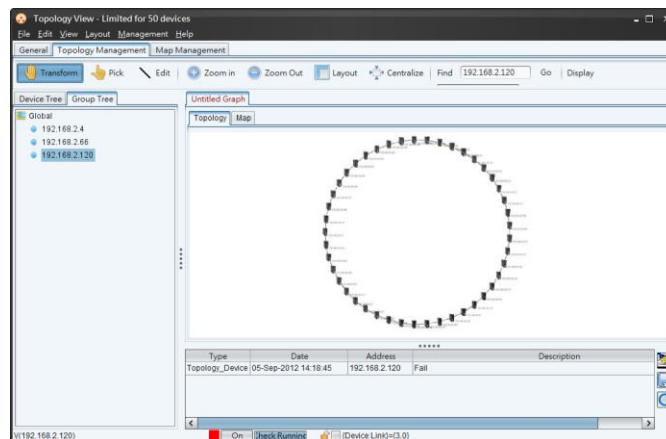 Topology View - Limited for 50 devices
File Edit View Layout Management Help
General Topology Management Map Management
Transform Pick Edit Zoom in Zoom Out Layout Centralize Find 192.168.2.120 Go Display
Device Tree Group Tree
Untitled Graph
Global
192.168.2.4
192.168.2.66
192.168.2.120
Topology Map
Type Date Address Description
Topology_Device 05-Sep-2012 14:18:45 192.168.2.120 Fail
V(192.168.2.120) On Check Running (Device:Link)=(3,0)